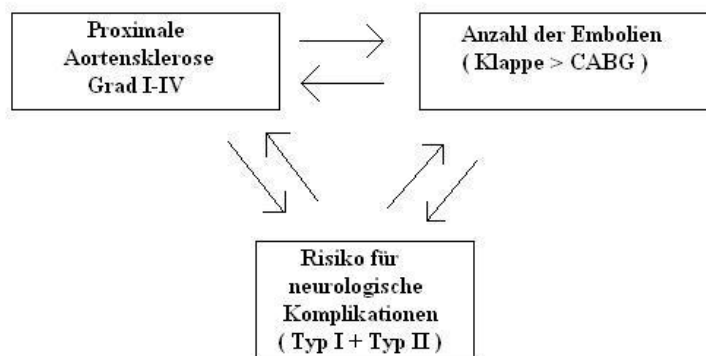 Proximale
Aortensklerose
Grad I-IV
Anzahl der Embolien
( Klappe > CABG )
Risiko für
neurologische
Komplikationen
( Typ I + Typ II )